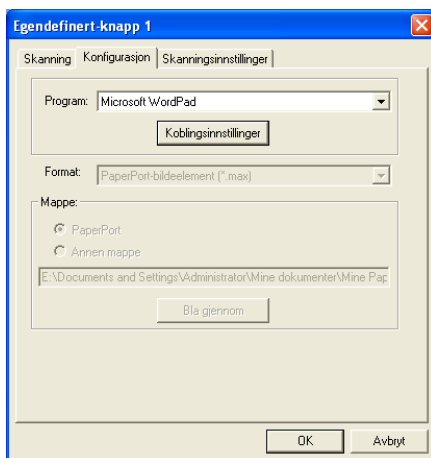 Egendefinert-knapp 1
Skanning Konfigurasjon Skanningsinnstillinger
Program: Microsoft WordPad
Koblingsinnstillinger
Format: PaperPort-bildeelement (*.max)
Mappe:
PaperPort
Annen mappe
E:\Documents and Settings\Administrator\Mine dokumenter\Mine Pap
Bla gjennom
OK Avbryt